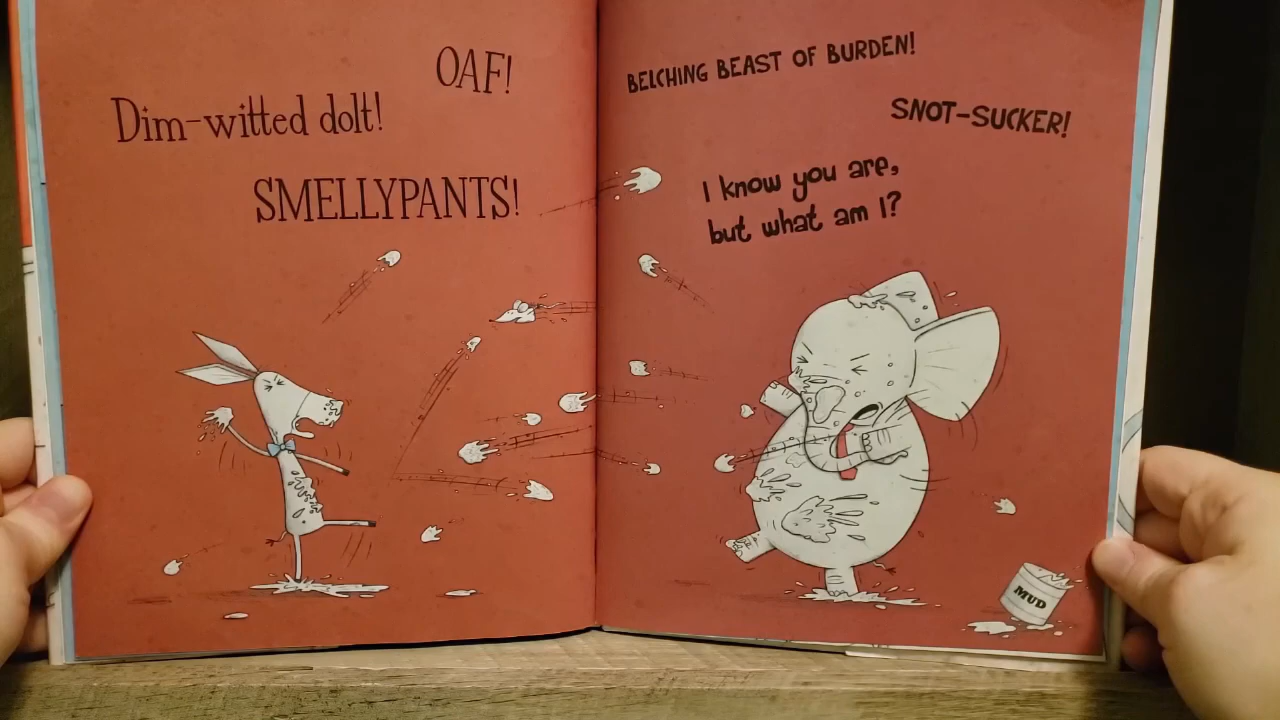 OAF!
Dim-witted dolt!
SMELLYPANTS!
BELCHING BEAST OF BURDEN!
SNOT-SUCKER!
I know you are,
but what am I?
MUD